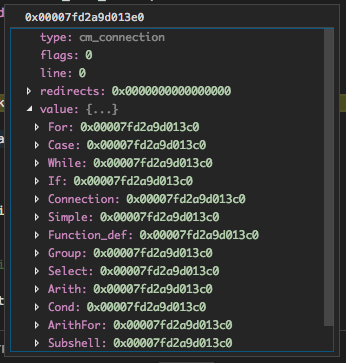 0x00007fd2a9d013e0
type: cm_connection
flags: 0
line: 0
redirects: 0x0000000000000000
value: {...}
For: 0x00007fd2a9d013c0
Case: 0x00007fd2a9d013c0
While: 0x00007fd2a9d013c0
If: 0x00007fd2a9d013c0
Connection: 0x00007fd2a9d013c0
Simple: 0x00007fd2a9d013c0
Function_def: 0x00007fd2a9d013c0
Group: 0x00007fd2a9d013c0
Select: 0x00007fd2a9d013c0
Arith: 0x00007fd2a9d013c0
Cond: 0x00007fd2a9d013c0
ArithFor: 0x00007fd2a9d013c0
Subshell: 0x00007fd2a9d013c0